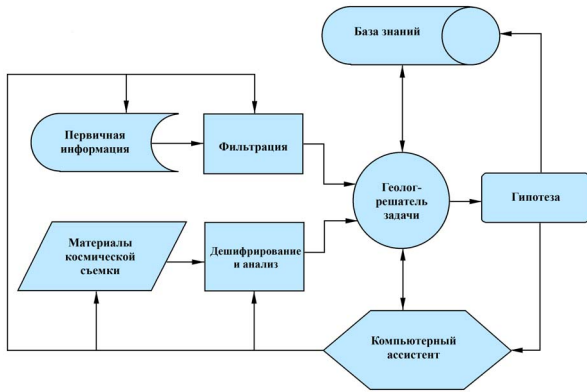 База знаний
Первичная
информация
Фильтрация
Геолог-
решатель
задачи
Гипотеза
Материалы
космической
съемки
Дешифрирование
и анализ
Компьютерный
ассистент